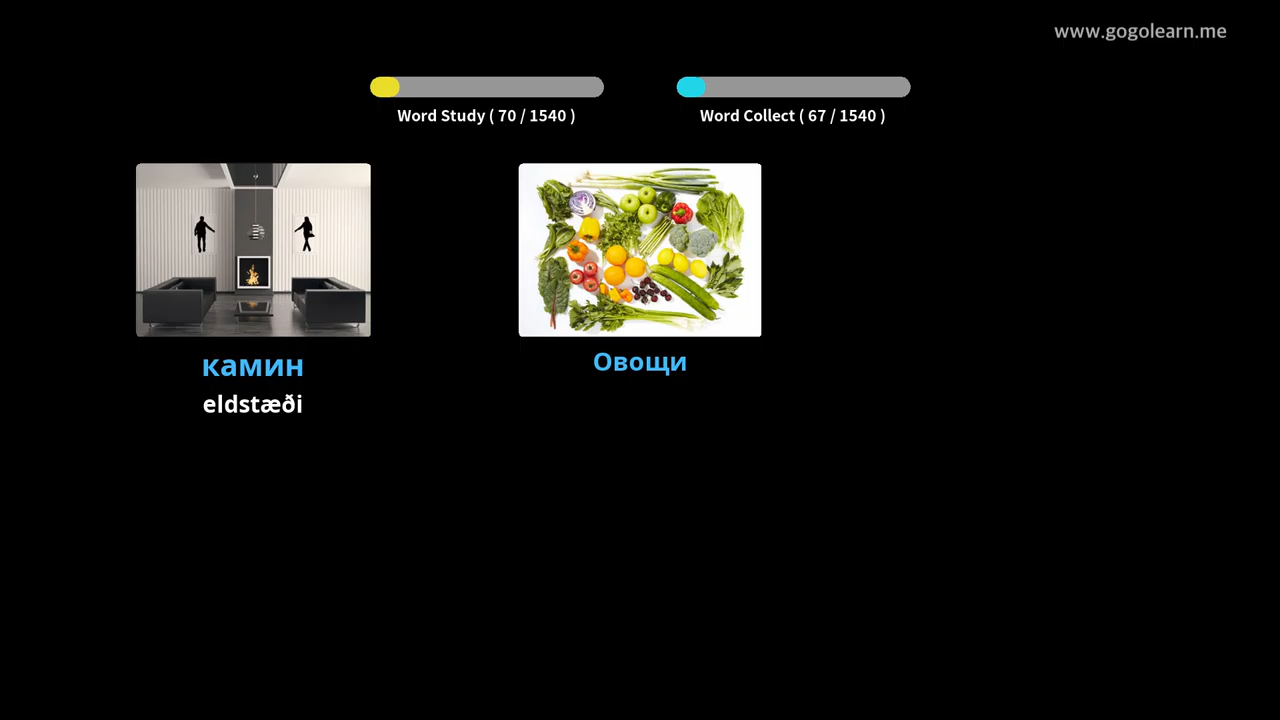 www.gogolearn.me
Word Study ( 70 / 1540 )
Word Collect ( 67 / 1540 )
камин
eldstæði
Овощи